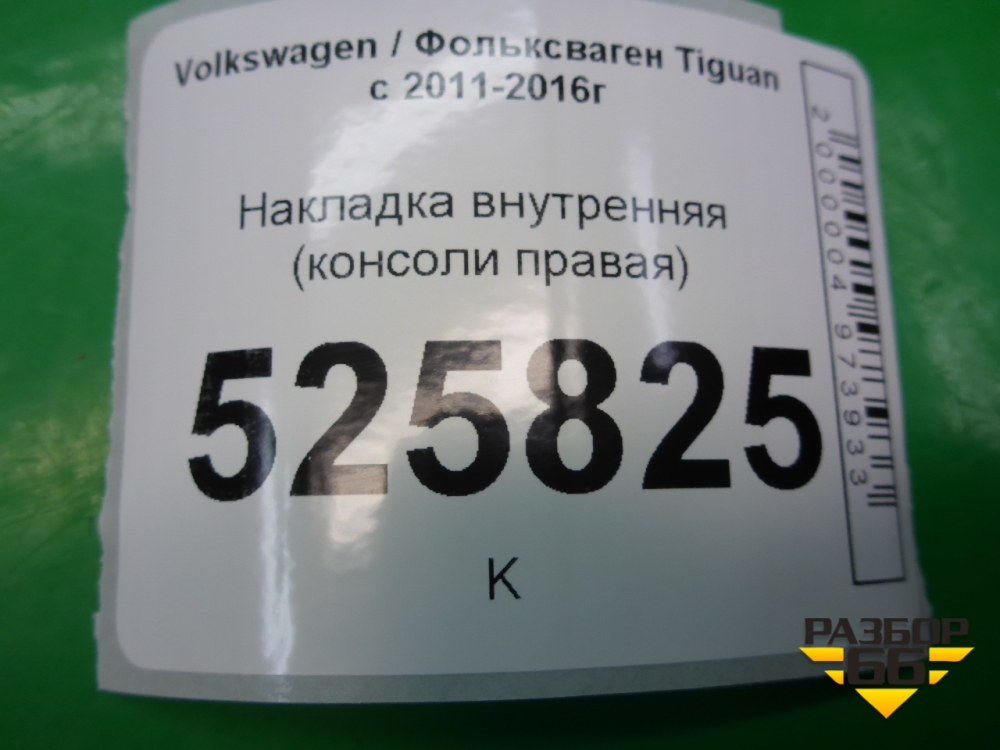 Volkswagen / Фольксваген Tiguan
с 2011-2016г
Накладка внутренняя
(консоли правая)
525825
К
2000004973933
РАЗБОР
66